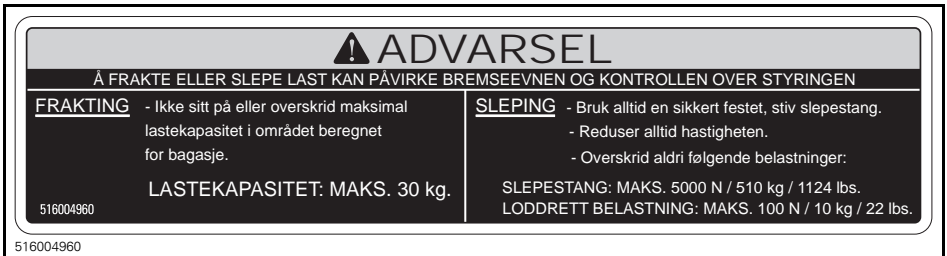 ADVARSEL
Å FRAKTE ELLER SLEPE LAST KAN PÅVIRKE BREMSEEVNEN OG KONTROLLEN OVER STYRINGEN
FRAKTING - Ikke sitt på eller overskrid maksimal
lastekapasitet i området beregnet
for bagasje.
LASTEKAPASITET: MAKS. 30 kg.
516004960
SLEPING - Bruk alltid en sikkert festet, stiv slepestang.
- Reduser alltid hastigheten.
- Overskrid aldri følgende belastninger:
SLEPESTANG: MAKS. 5000 N / 510 kg / 1124 lbs.
LODDRETT BELASTNING: MAKS. 100 N / 10 kg / 22 lbs.
516004960